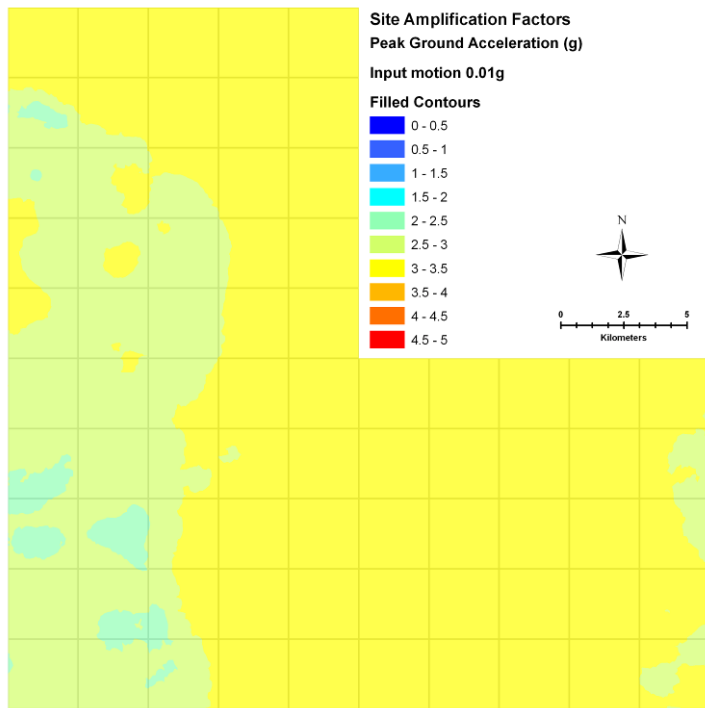 Site Amplification Factors
Peak Ground Acceleration (g)
Input motion 0.01g
Filled Contours
0 - 0.5
0.5 - 1
1 - 1.5
1.5 - 2
2 - 2.5
2.5 - 3
3 - 3.5
3.5 - 4
4 - 4.5
4.5 - 5
N
0 2.5 5
Kilometers